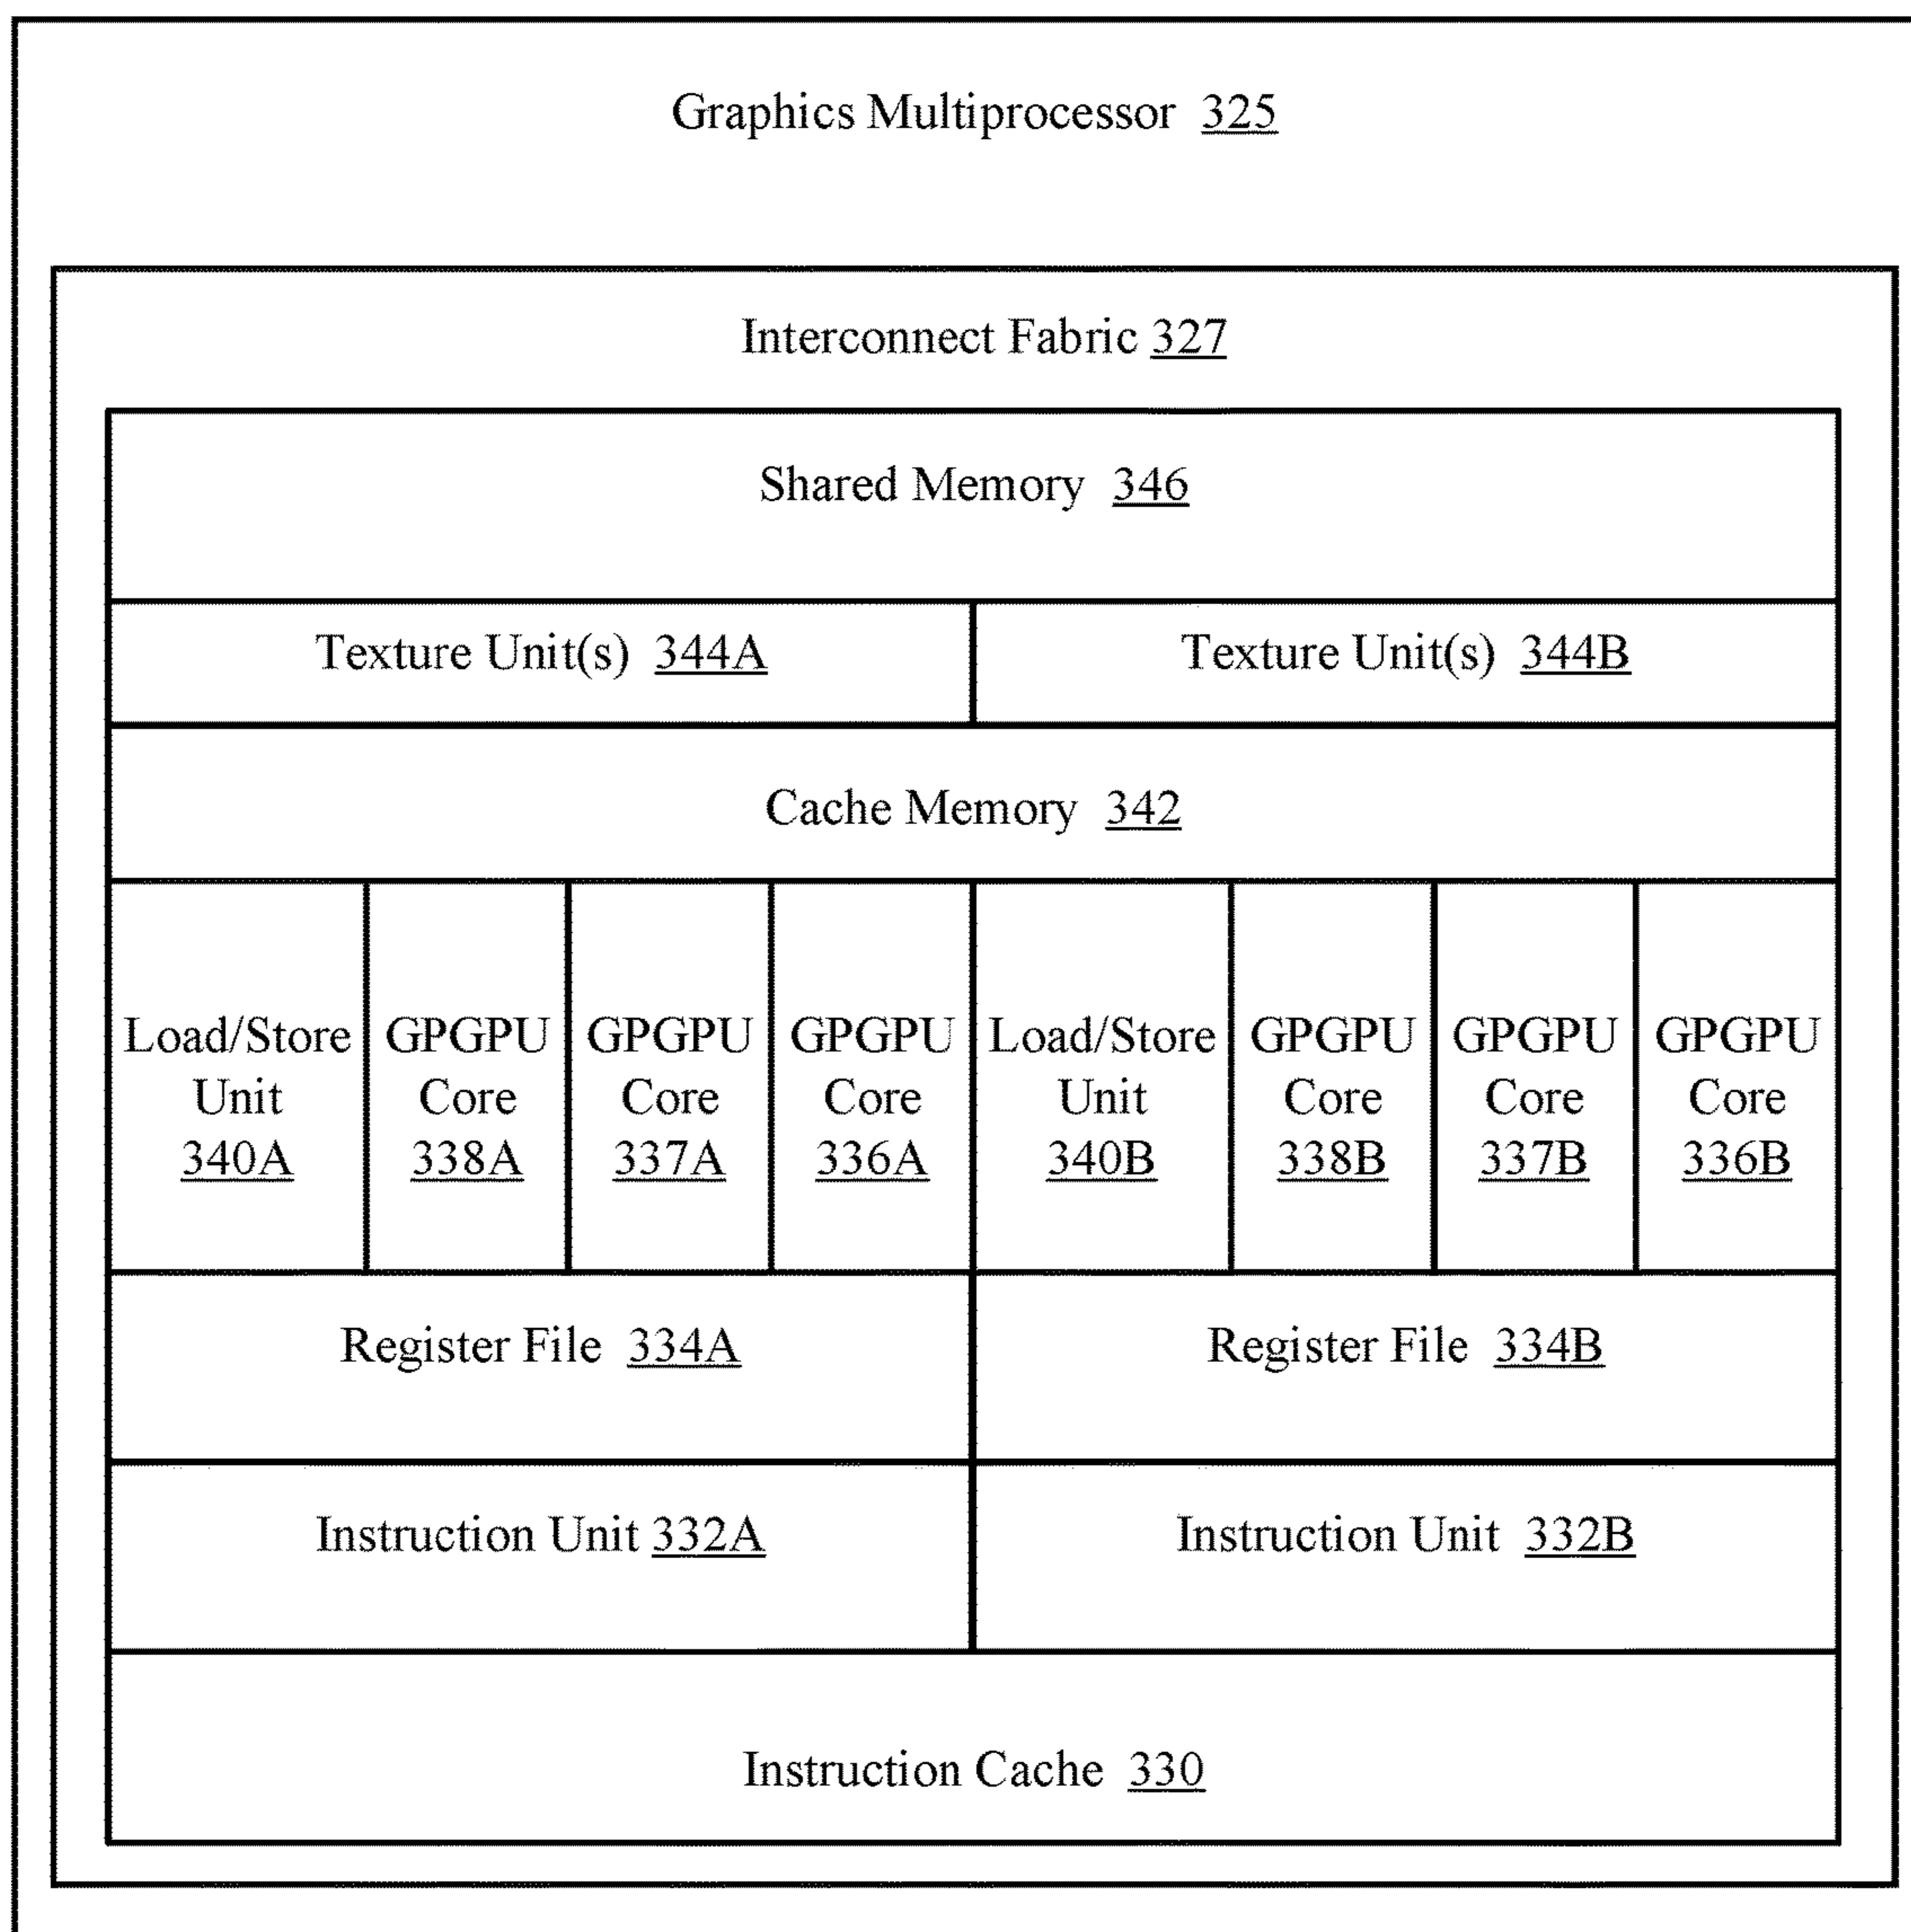 Graphics Multiprocessor 325
Interconnect Fabric 327
Shared Memory 346
Texture Unit(s) 344A
Texture Unit(s) 344B
Cache Memory 342
Load/Store
Unit
340A
GPGPU
Core
338A
GPGPU
Core
337A
GPGPU
Core
336A
Load/Store
Unit
340B
GPGPU
Core
338B
GPGPU
Core
337B
GPGPU
Core
336B
Register File 334A
Register File 334B
Instruction Unit 332A
Instruction Unit 332B
Instruction Cache 330